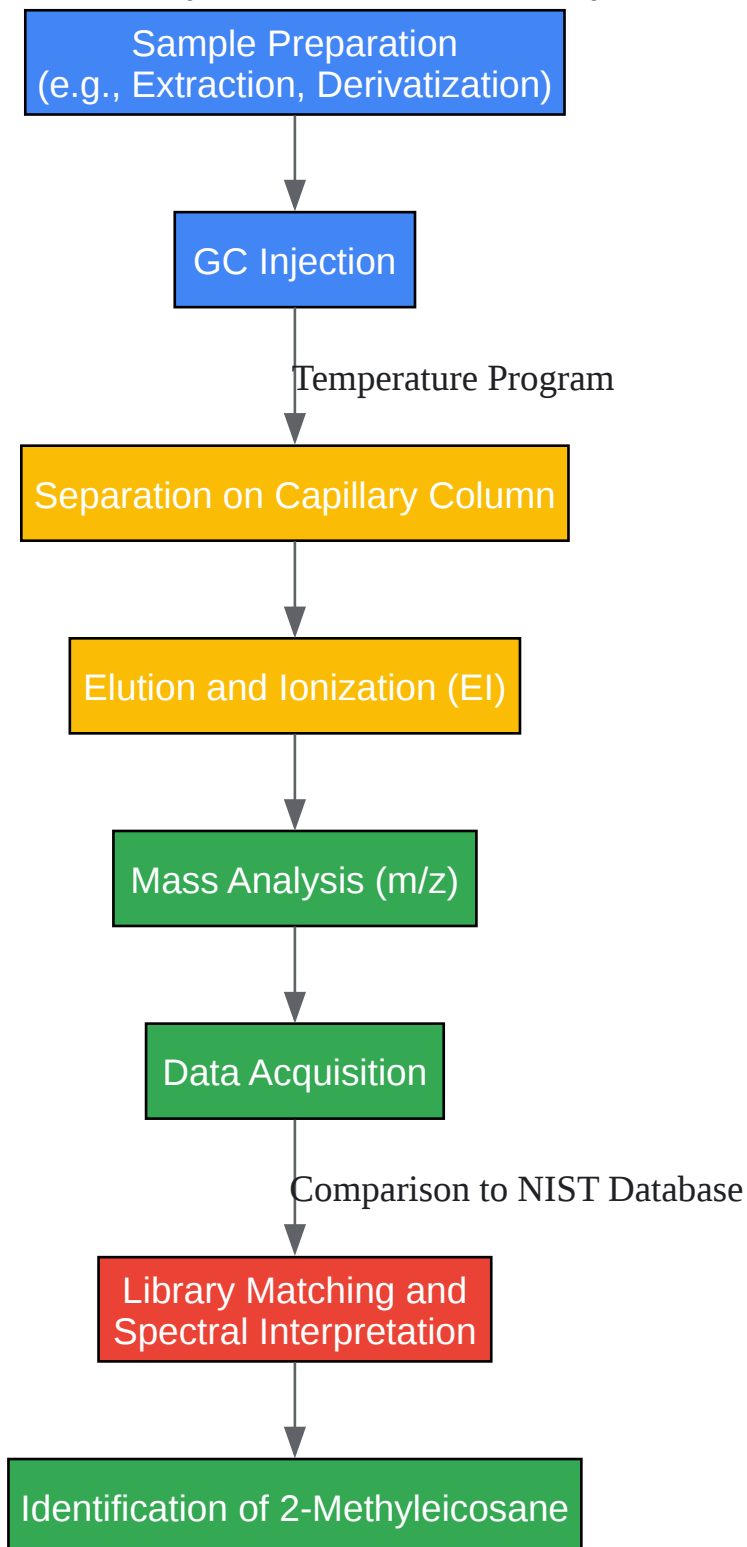 Sample Preparation
(e.g., Extraction, Derivatization)
GC Injection
Temperature Program
Separation on Capillary Column
Elution and Ionization (EI)
Mass Analysis (m/z)
Data Acquisition
Comparison to NIST Database
Library Matching and
Spectral Interpretation
Identification of 2-Methyleicosane